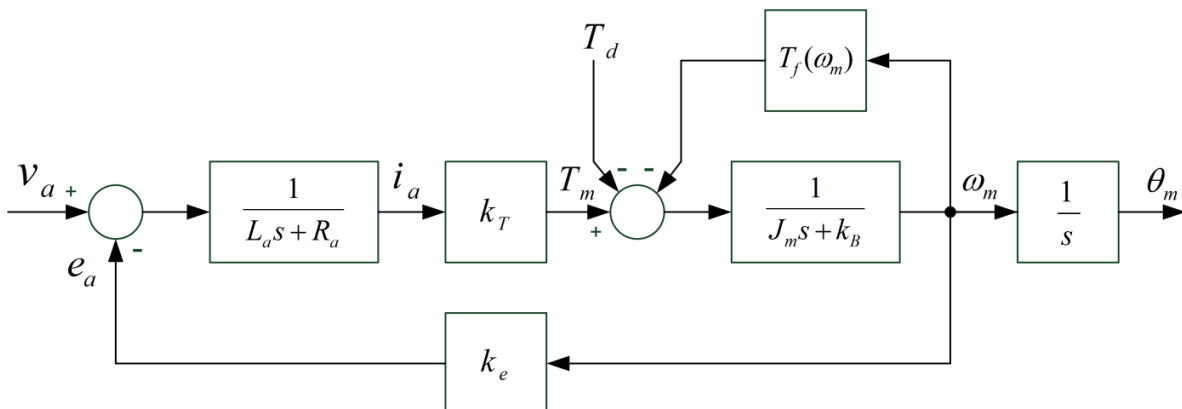 T_d
T_f(ω_m)
v_a + 1/(L_a s + R_a) i_a k_T T_m + - - 1/(J_m s + k_B) ω_m 1/s θ_m
e_a -
k_e